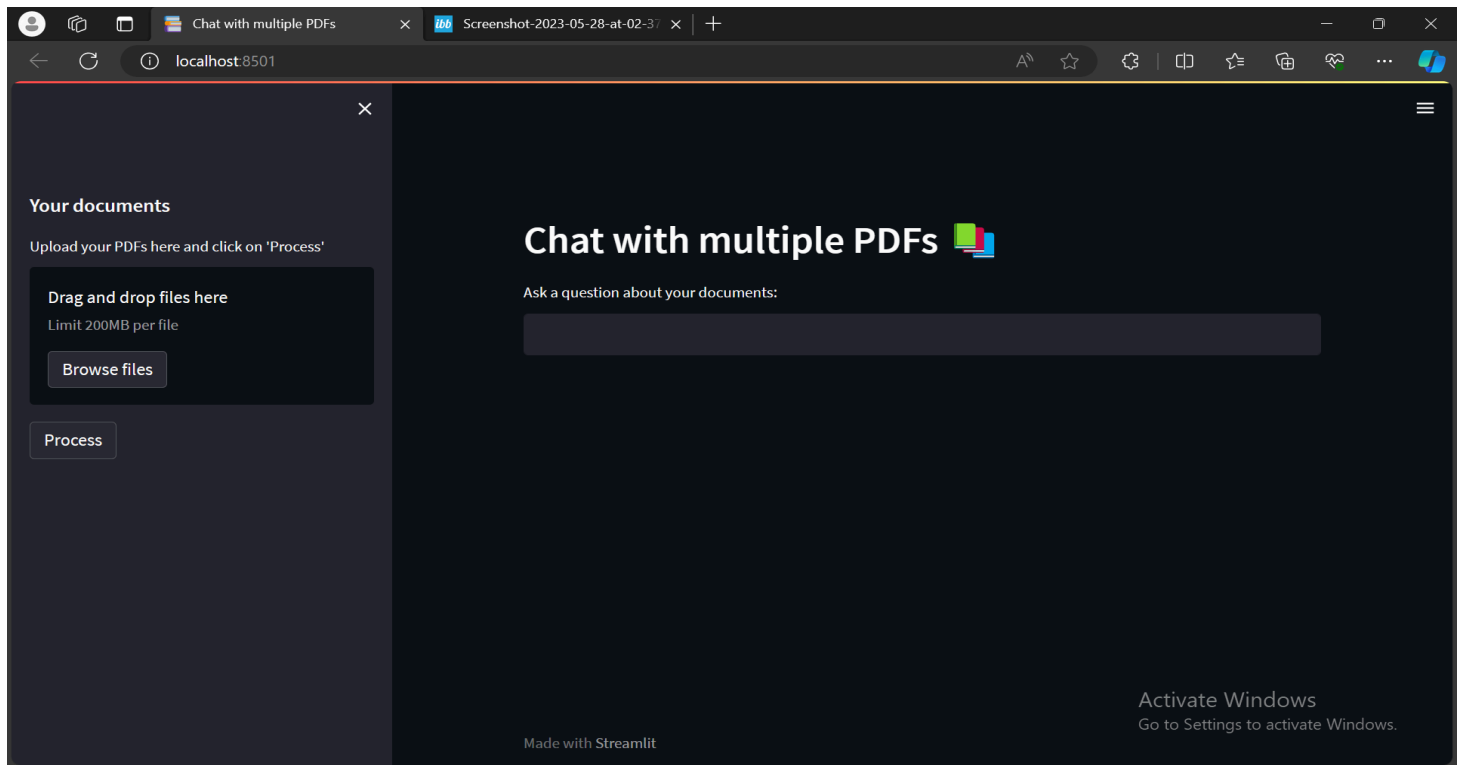 Chat with multiple PDFs
ibb Screenshot-2023-05-28-at-02-37
localhost:8501
Your documents
Upload your PDFs here and click on 'Process'
Drag and drop files here
Limit 200MB per file
Browse files
Process
Chat with multiple PDFs
Ask a question about your documents:
Made with Streamlit
Activate Windows
Go to Settings to activate Windows.